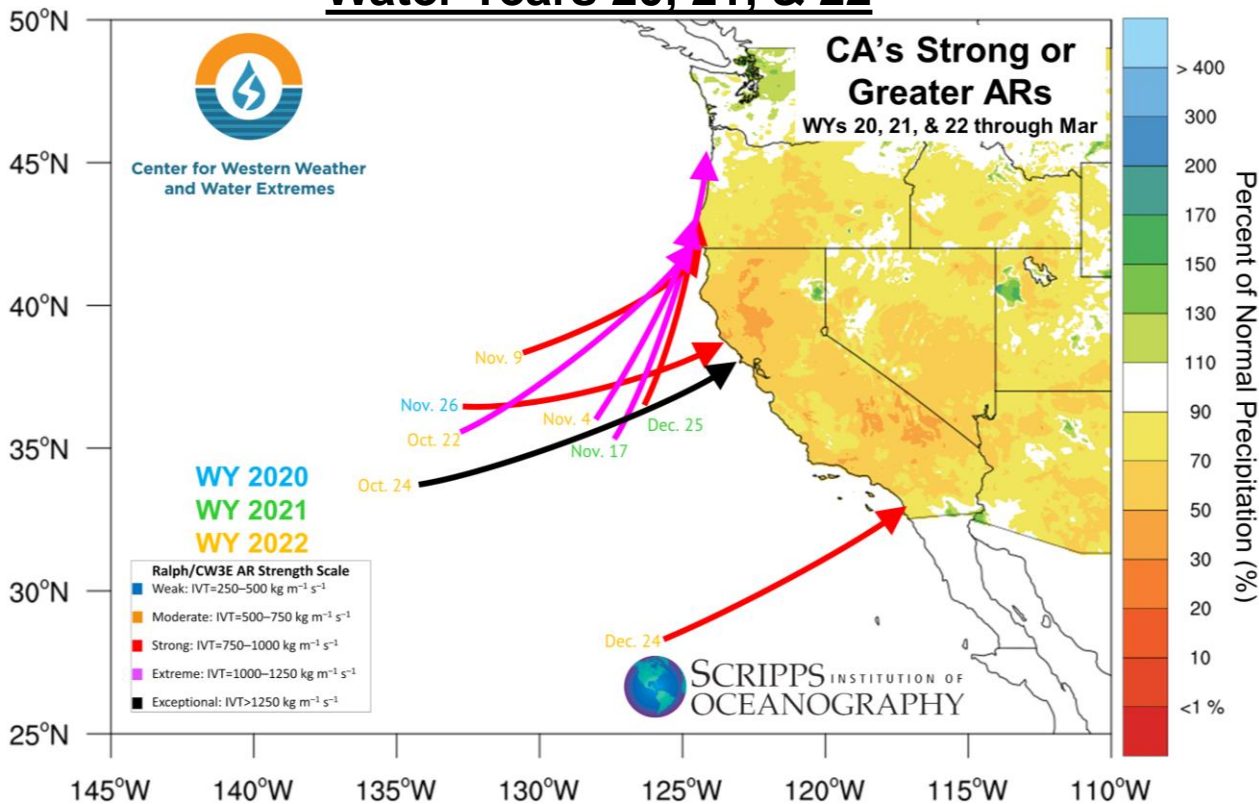 Water Years 20, 21, & 22
50°N
45°N
40°N
35°N
30°N
25°N
Center for Western Weather
and Water Extremes
CA's Strong or
Greater ARs
WYs 20, 21, & 22 through Mar
Nov. 9
Nov. 26
Oct. 22
Nov. 4
Dec. 25
Nov. 17
Oct. 24
Dec. 24
WY 2020
WY 2021
WY 2022
Ralph/CW3E AR Strength Scale
Weak: IVT=250–500 kg m⁻¹ s⁻¹
Moderate: IVT=500–750 kg m⁻¹ s⁻¹
Strong: IVT=750–1000 kg m⁻¹ s⁻¹
Extreme: IVT=1000–1250 kg m⁻¹ s⁻¹
Exceptional: IVT>1250 kg m⁻¹ s⁻¹
SCRIPPS INSTITUTION OF
OCEANOGRAPHY
145°W
140°W
135°W
130°W
125°W
120°W
115°W
110°W
> 400
300
200
170
150
130
110
90
70
50
30
20
10
<1 %
Percent of Normal Precipitation (%)